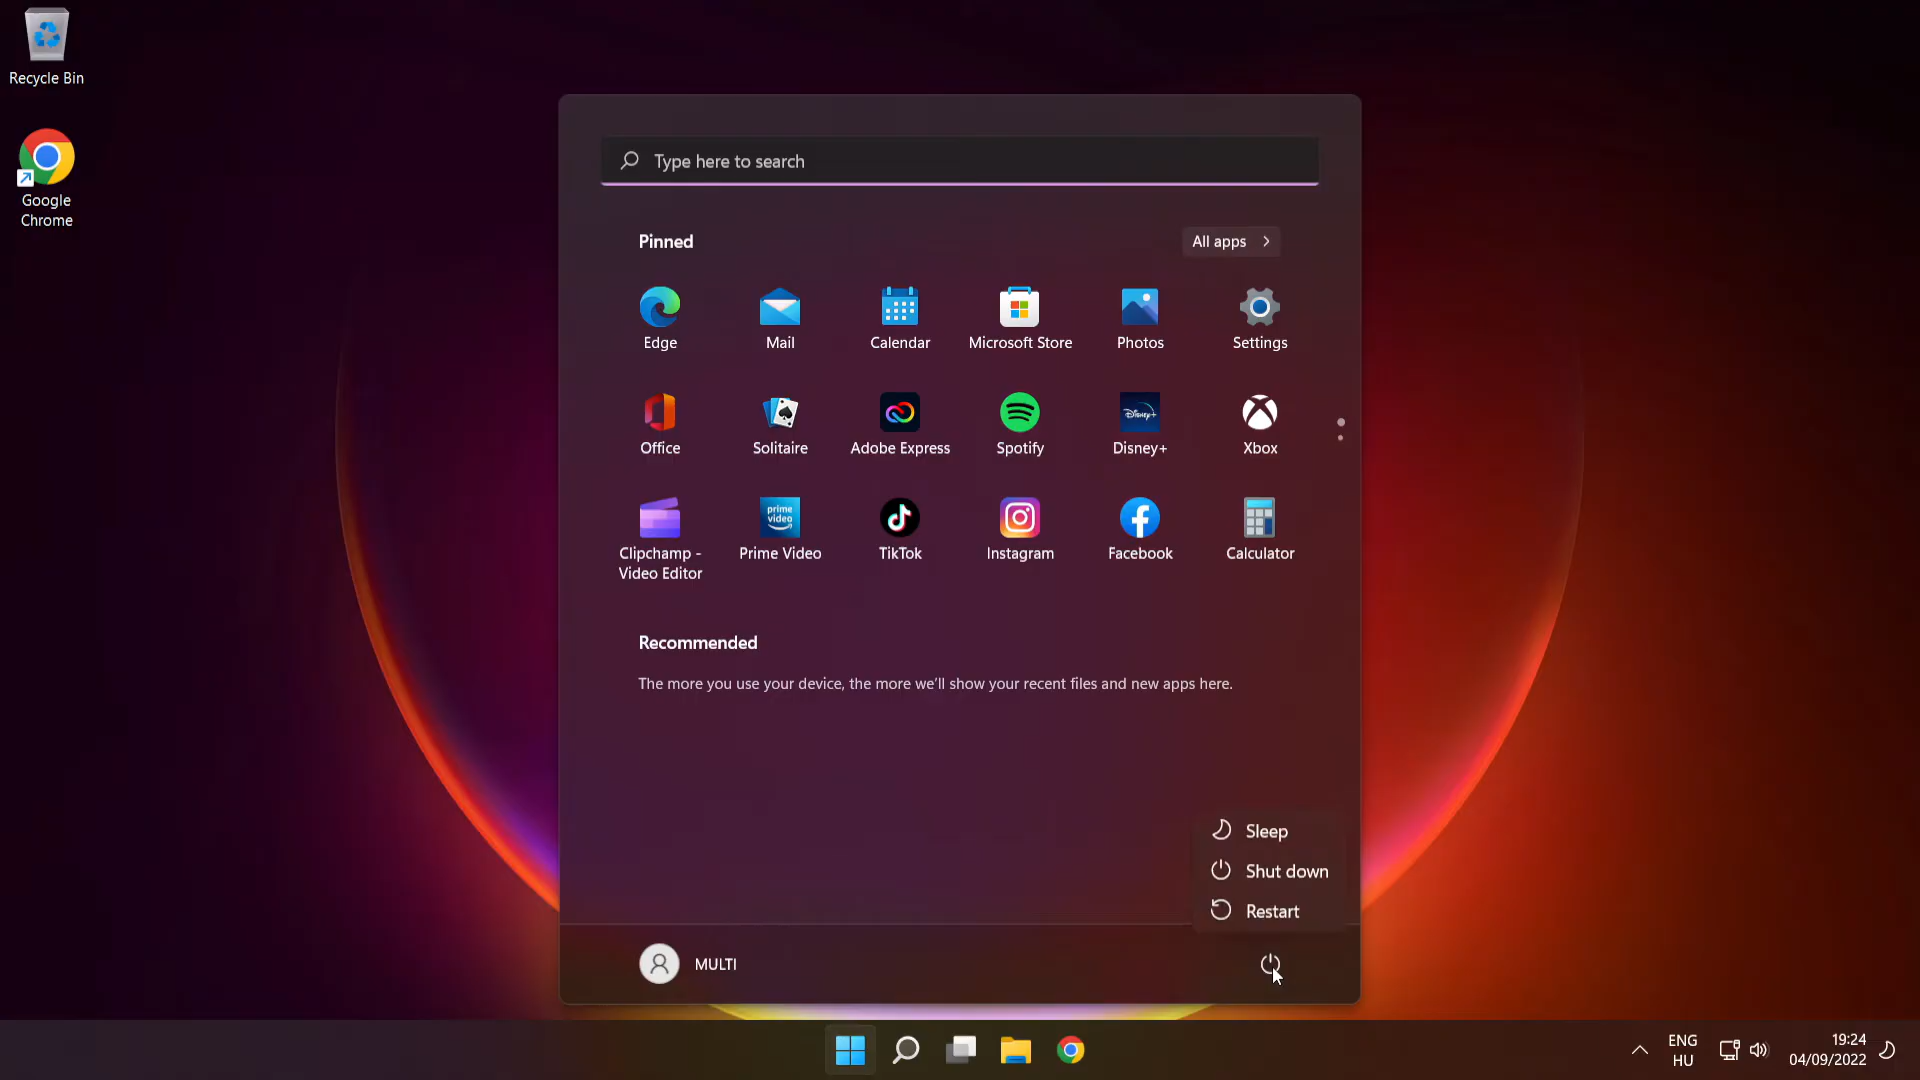 Recycle Bin
Google
Chrome
Type here to search
Pinned
All apps
Edge
Mail
Calendar
Microsoft Store
Photos
Settings
Office
Solitaire
Adobe Express
Spotify
Disney+
Disney+
Xbox
prime
video
Clipchamp -
Video Editor
Prime Video
TikTok
Instagram
Facebook
Calculator
Recommended
The more you use your device, the more we’ll show your recent files and new apps here.
Sleep
Shut down
Restart
MULTI
ENG
HU
19:24
04/09/2022